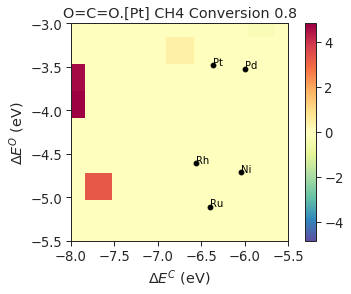 O=C=O.[Pt] CH4 Conversion 0.8
−3.0
−3.5
−4.0
−4.5
−5.0
−5.5
ΔE^O (eV)
Pt
Pd
Rh
Ni
Ru
−8.0 −7.5 −7.0 −6.5 −6.0 −5.5
ΔE^C (eV)
4
2
0
−2
−4